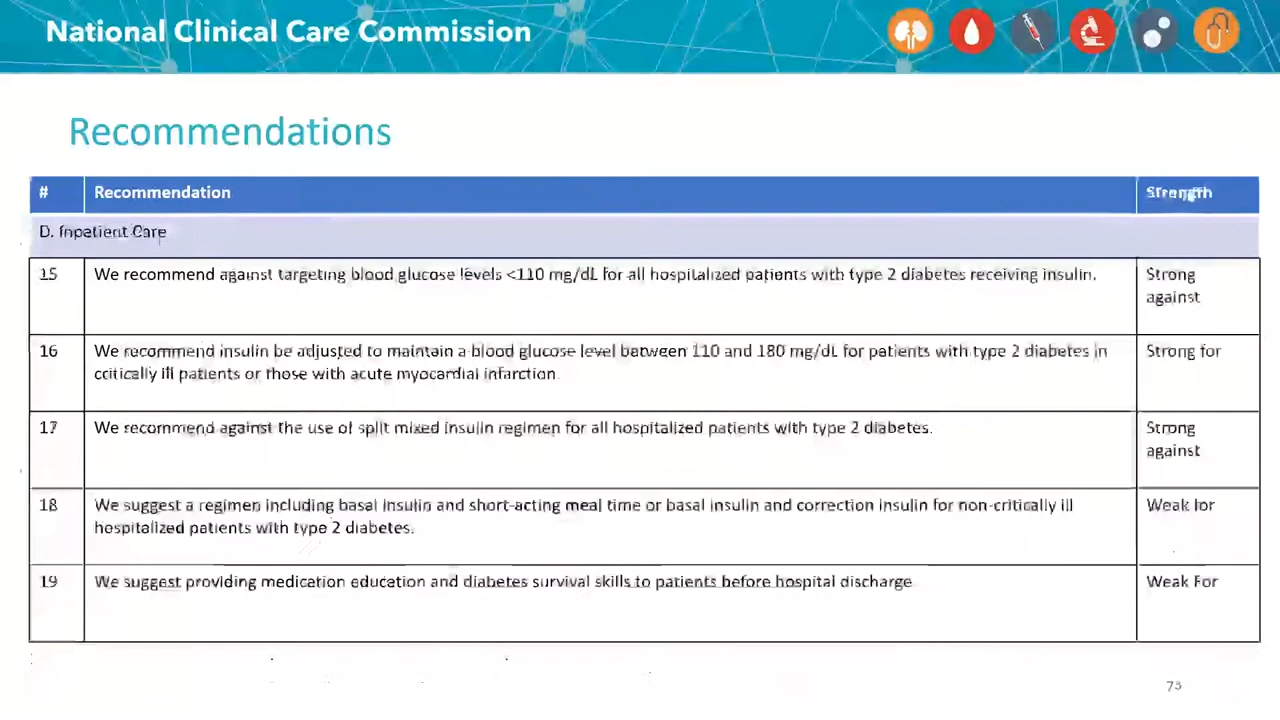 National Clinical Care Commission
Recommendations
# Recommendation Strength
D. Inpatient Care
15 We recommend against targeting blood glucose levels <110 mg/dL for all hospitalized patients with type 2 diabetes receiving insulin. Strong
against
16 We recommend insulin be adjusted to maintain a blood glucose level between 110 and 180 mg/dL for patients with type 2 diabetes in Strong for
critically ill patients or those with acute myocardial infarction.
17 We recommend against the use of split mixed insulin regimen for all hospitalized patients with type 2 diabetes. Strong
against
18 We suggest a regimen including basal insulin and short-acting meal time or basal insulin and correction insulin for non-critically ill Weak for
hospitalized patients with type 2 diabetes.
19 We suggest providing medication education and diabetes survival skills to patients before hospital discharge Weak For
73